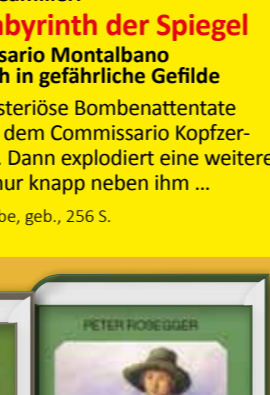 abyrinth der Spiegel
sario Montalbano
h in gefährliche Gefilde
steriöse Bombenattentate
dem Commissario Kopfzer-
. Dann explodiert eine weitere
nur knapp neben ihm ...
be, geb., 256 S.
PETER ROSEGGER